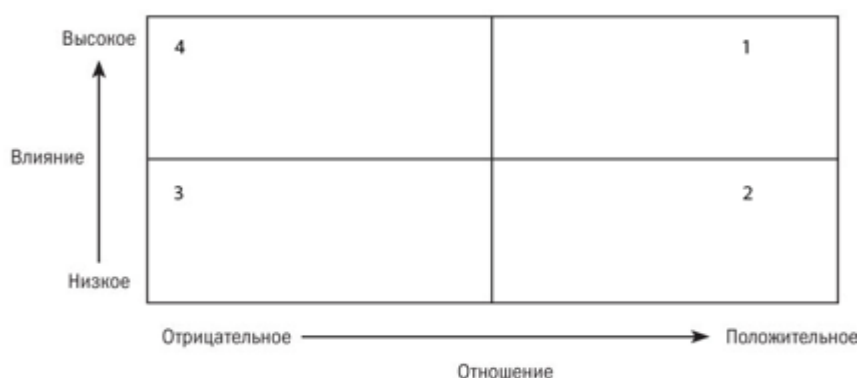 Высокое
4
1
Влияние
3
2
Низкое
Отрицательное
Положительное
Отношение